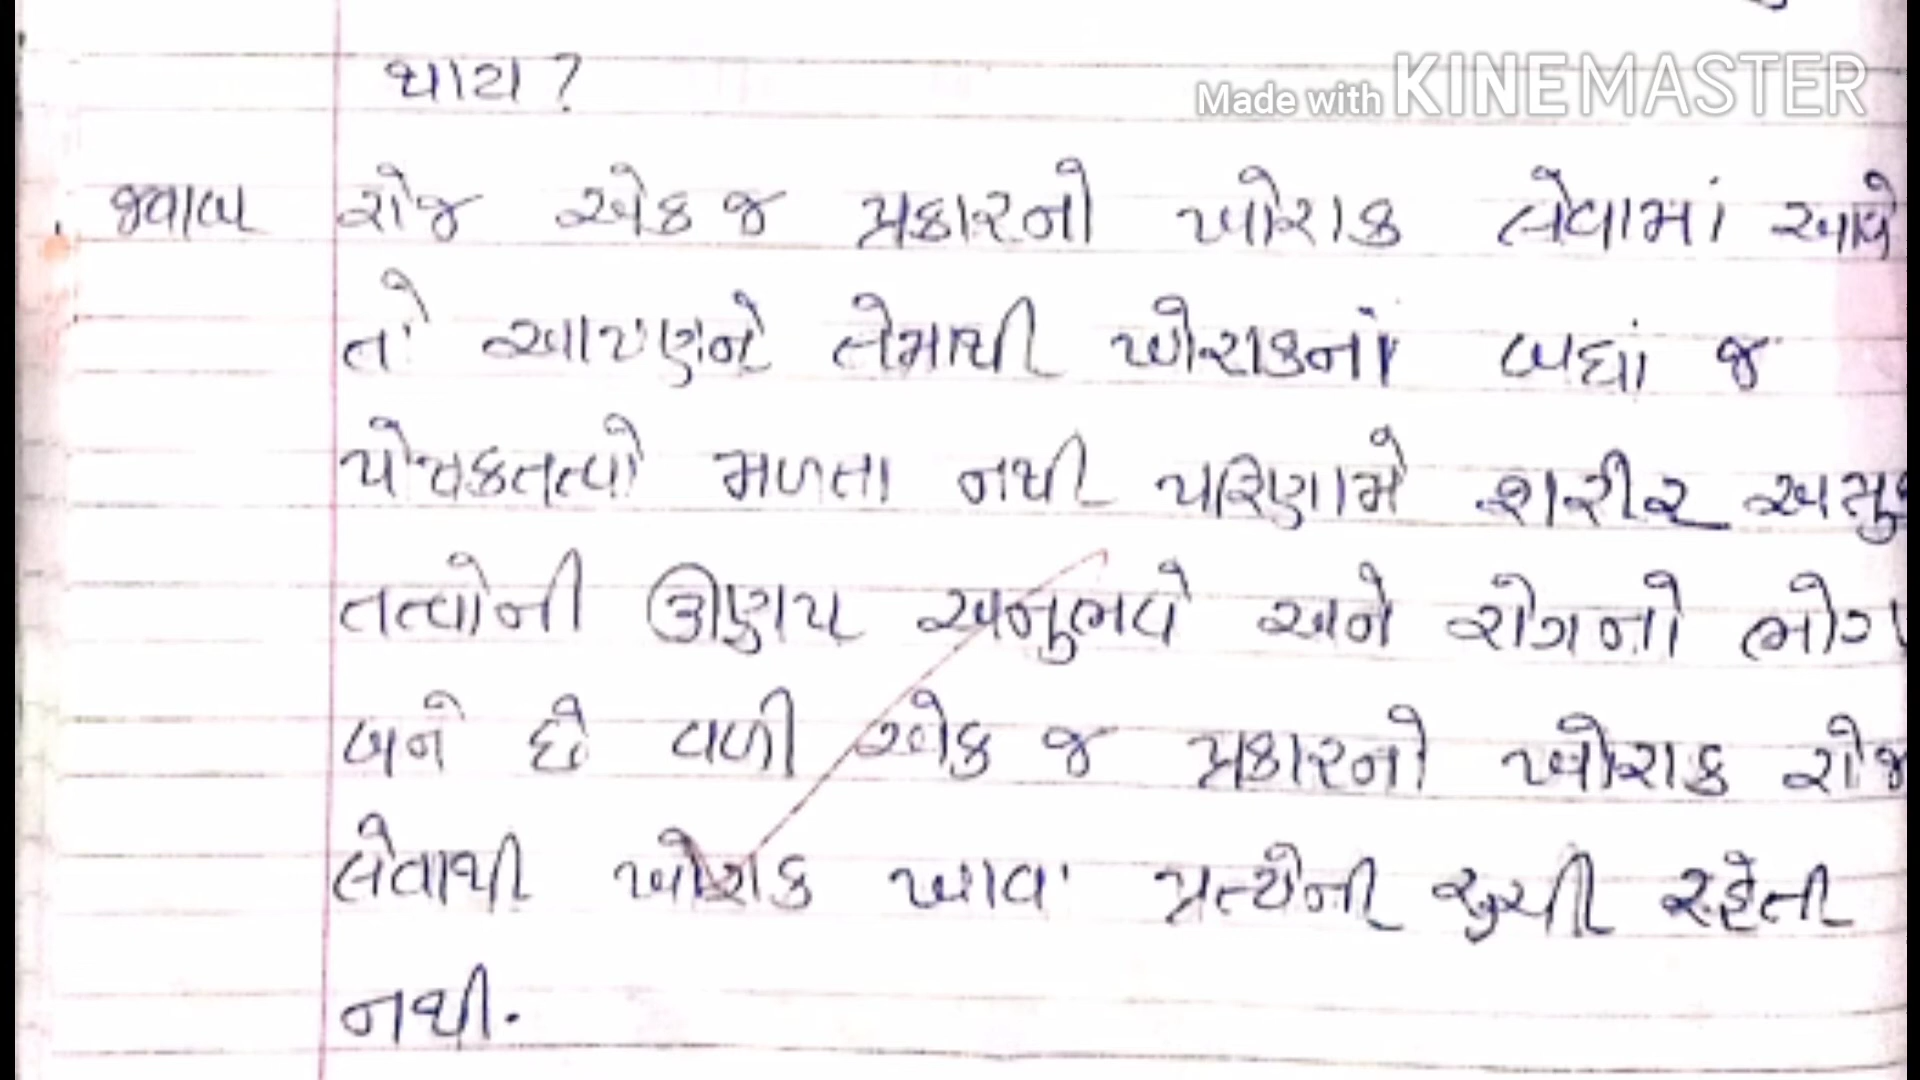 થાય?
Made with KINEMASTER
જવાબ રોજ એક જ પ્રકારનો ખોરાક લેવામાં આવે
તો આપણને તેમાથી ખોરાકનાં બધાં જ
પોષકતત્વો મળતા નથી પરિણામે શરીર
તત્વોની ઊણપ અનુભવે અને રોગનો ભોગ
બને છે વળી એક જ પ્રકારનો ખોરાક રોજ
લેવાથી ખોરાક ખાવા પ્રત્યેની રુચી રહેતી
નથી.